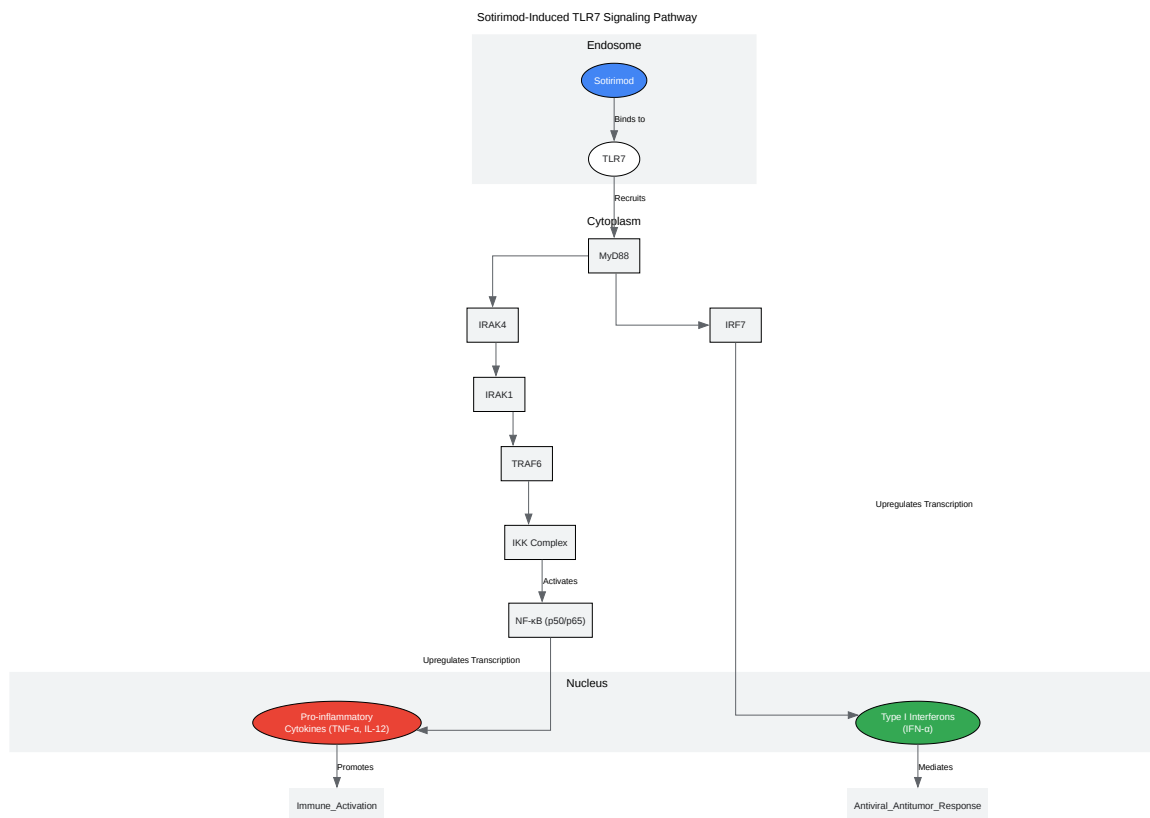 Sotirimod-Induced TLR7 Signaling Pathway
Endosome
Sotirimod
Binds to
TLR7
Recruits
Cytoplasm
MyD88
IRAK4
IRF7
IRAK1
TRAF6
Upregulates Transcription
IKK Complex
Activates
NF-κB (p50/p65)
Upregulates Transcription
Nucleus
Pro-inflammatory
Cytokines (TNF-α, IL-12)
Type I Interferons
(IFN-α)
Promotes
Mediates
Immune_Activation
Antiviral_Antitumor_Response